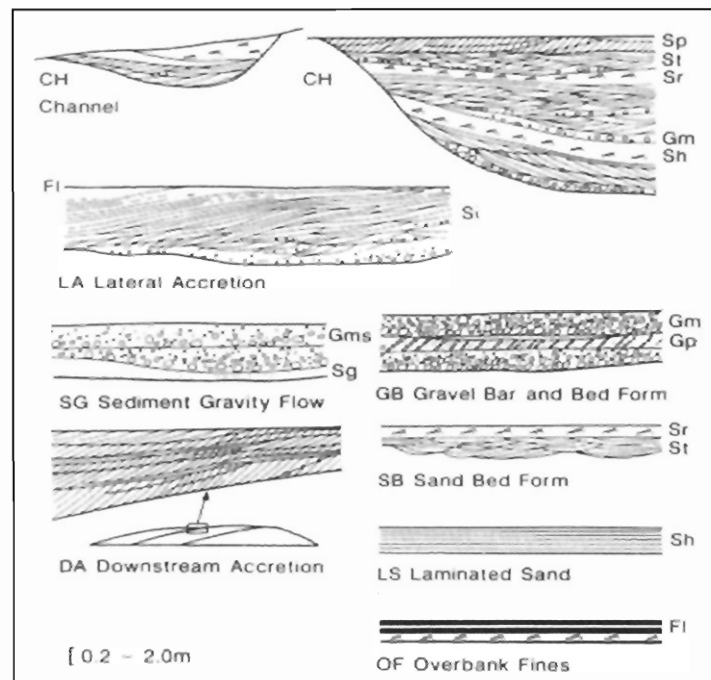 CH
Channel
CH
Sp
St
Sr
Gm
Sh
Fl
LA Lateral Accretion
Gms
Sg
SG Sediment Gravity Flow
Gm
Gp
GB Gravel Bar and Bed Form
Sr
St
SB Sand Bed Form
DA Downstream Accretion
Sh
LS Laminated Sand
Fl
OF Overbank Fines
[ 0.2 - 2.0m